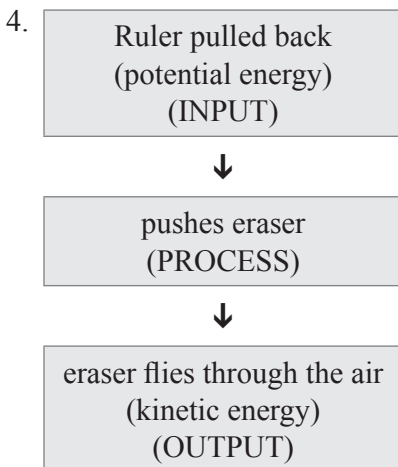 4.
Ruler pulled back
(potential energy)
(INPUT)
↓
pushes eraser
(PROCESS)
↓
eraser flies through the air
(kinetic energy)
(OUTPUT)